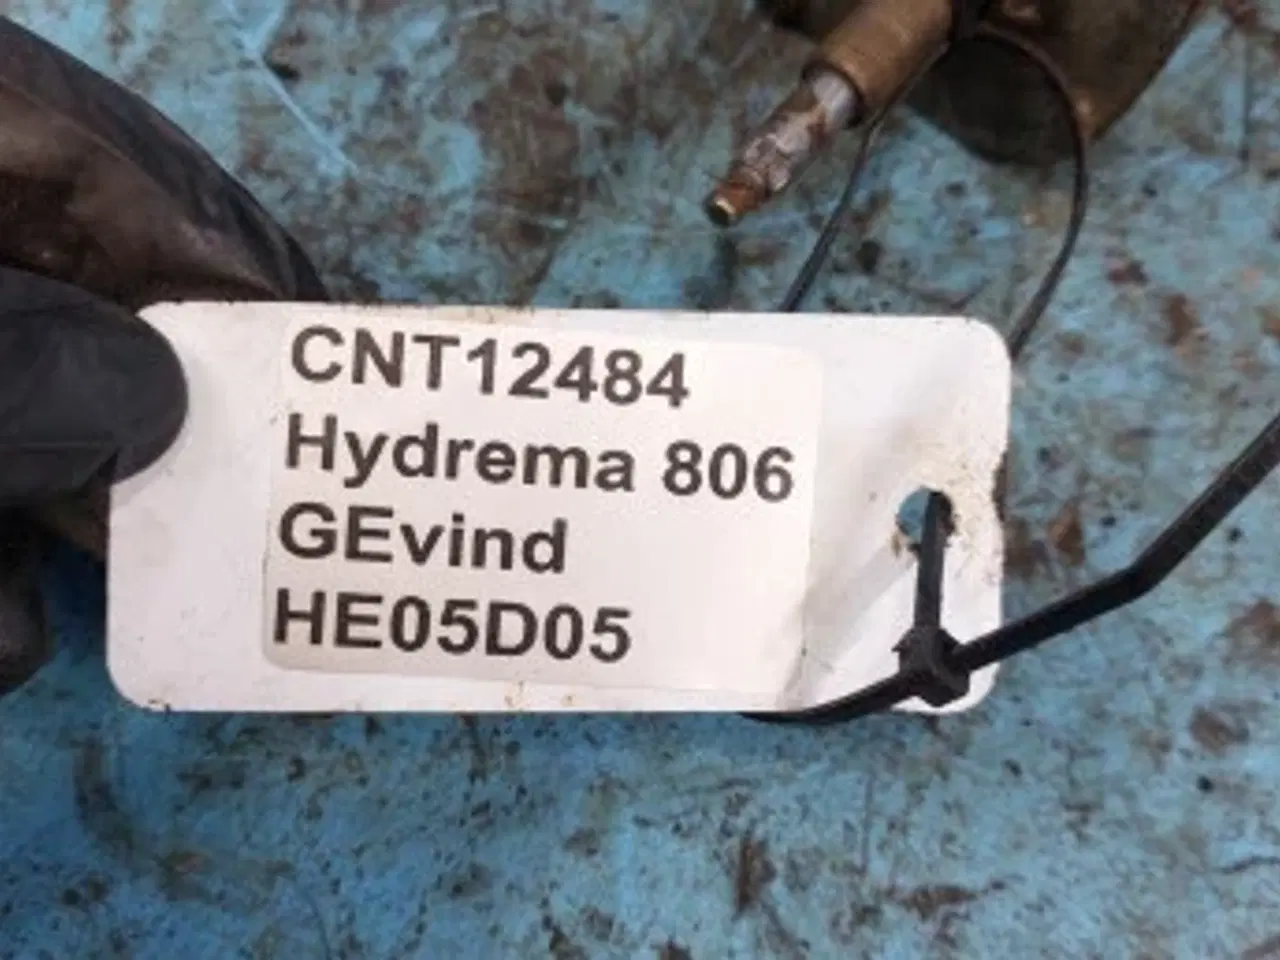 CNT12484
Hydrema 806
GEvind
HE05D05